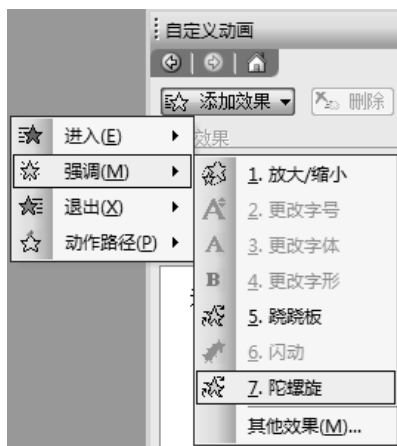 自定义动画
添加效果 删除
效果
进入(E)
强调(M)
退出(X)
动作路径(P)
1. 放大/缩小
2. 更改字号
3. 更改字体
4. 更改字形
5. 跷跷板
6. 闪动
7. 陀螺旋
其他效果(M)...